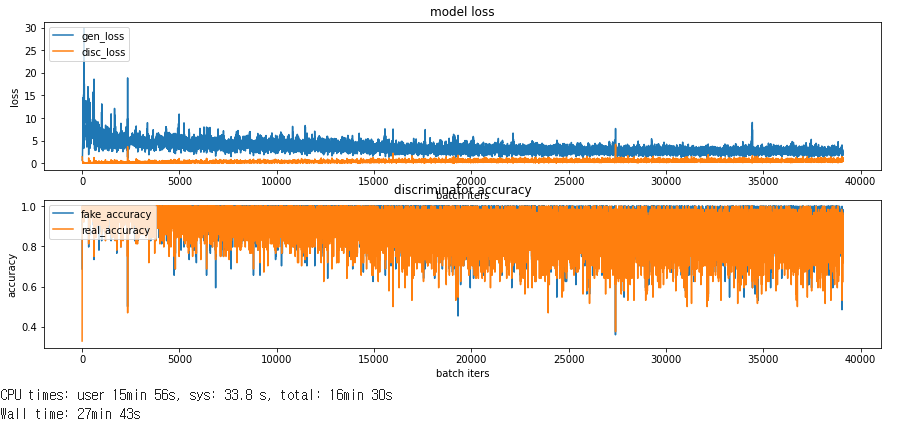 model loss
30
25
20
15
10
5
0
loss
gen_loss
disc_loss
0 5000 10000 15000 20000 25000 30000 35000 40000
batch iters
discriminator accuracy
1.0
0.8
0.6
0.4
accuracy
fake_accuracy
real_accuracy
0 5000 10000 15000 20000 25000 30000 35000 40000
batch iters
CPU times: user 15min 56s, sys: 33.8 s, total: 16min 30s
Wall time: 27min 43s